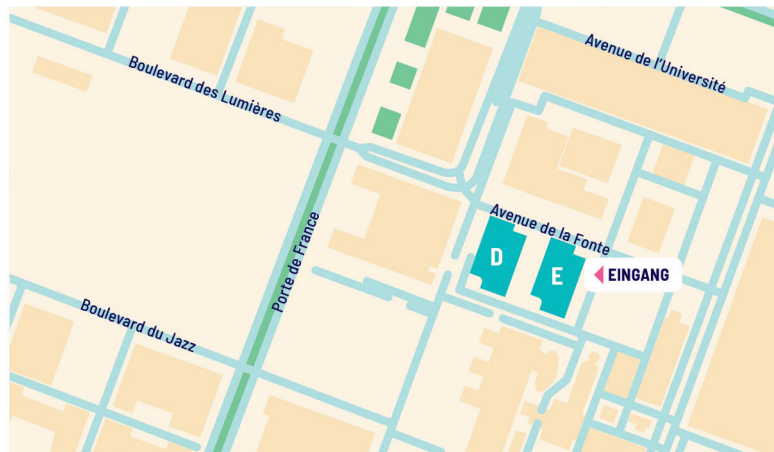 Avenue de l'Université
Boulevard des Lumières
Avenue de la Fonte
Porte de France
D
E
EINGANG
Boulevard du Jazz